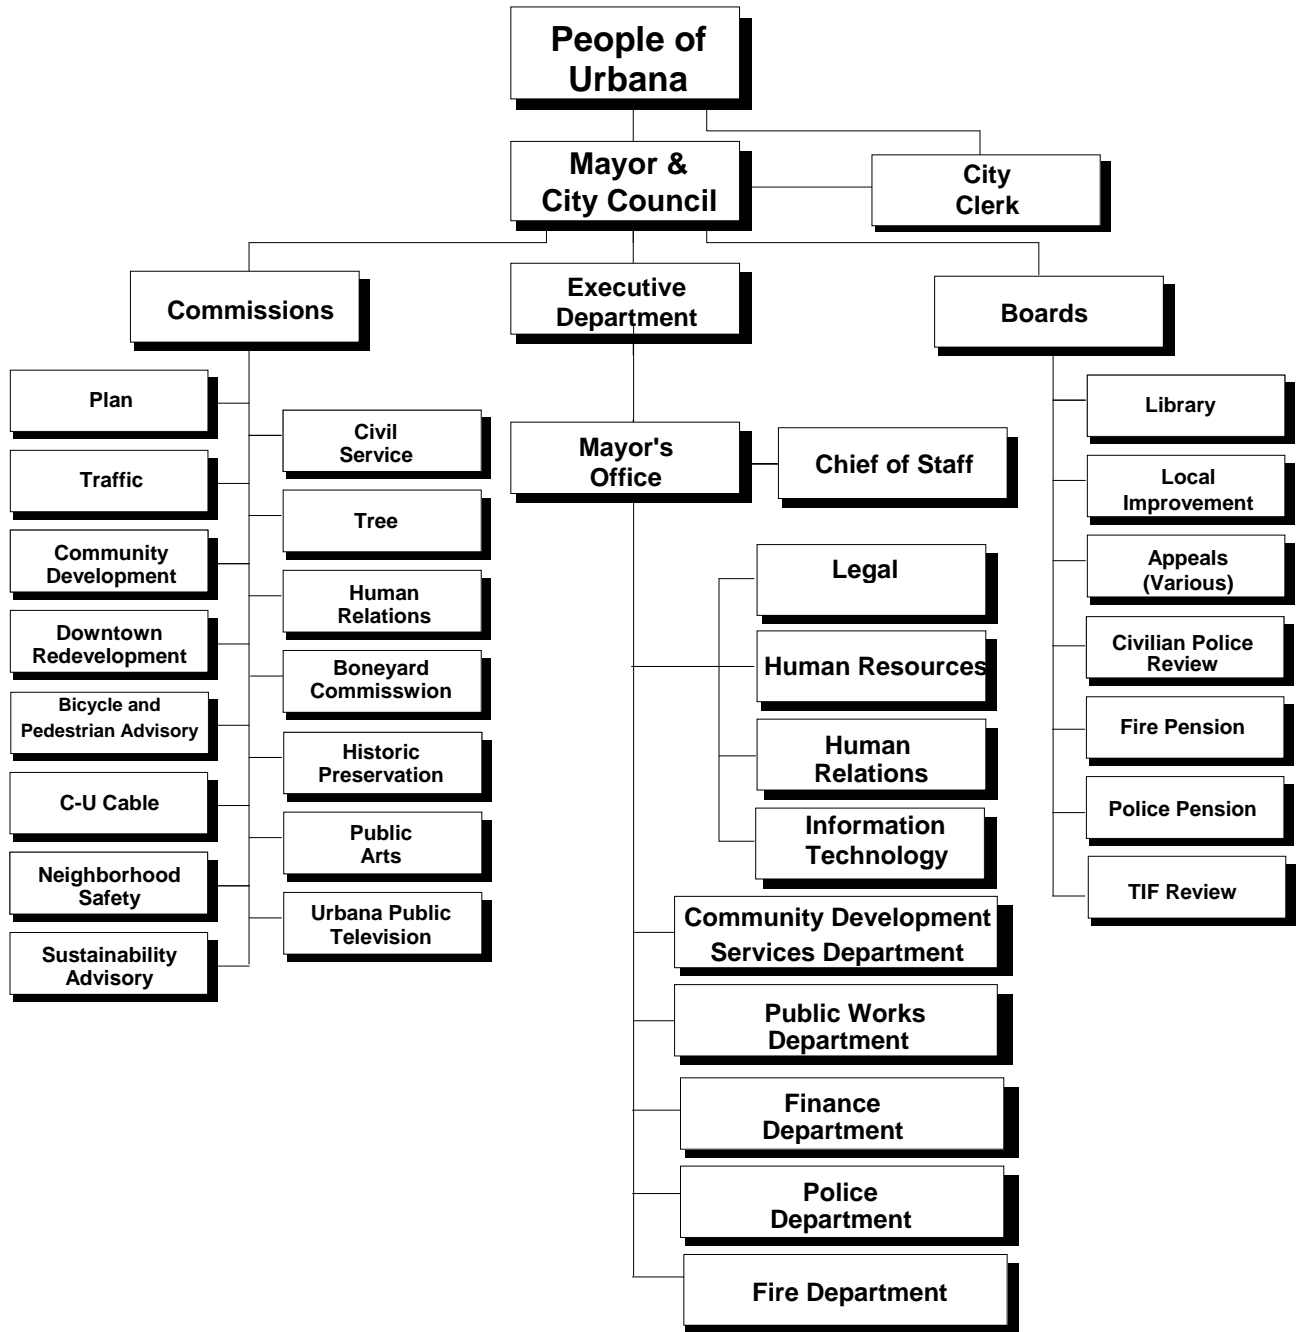 People of
Urbana
Mayor &
City Council
City
Clerk
Commissions
Executive
Department
Boards
Plan
Traffic
Community
Development
Downtown
Redevelopment
Bicycle and
Pedestrian Advisory
C-U Cable
Neighborhood
Safety
Sustainability
Advisory
Civil
Service
Tree
Human
Relations
Boneyard
Commisswion
Historic
Preservation
Public
Arts
Urbana Public
Television
Mayor's
Office
Chief of Staff
Legal
Human Resources
Human
Relations
Information
Technology
Community Development
Services Department
Public Works
Department
Finance
Department
Police
Department
Fire Department
Library
Local
Improvement
Appeals
(Various)
Civilian Police
Review
Fire Pension
Police Pension
TIF Review